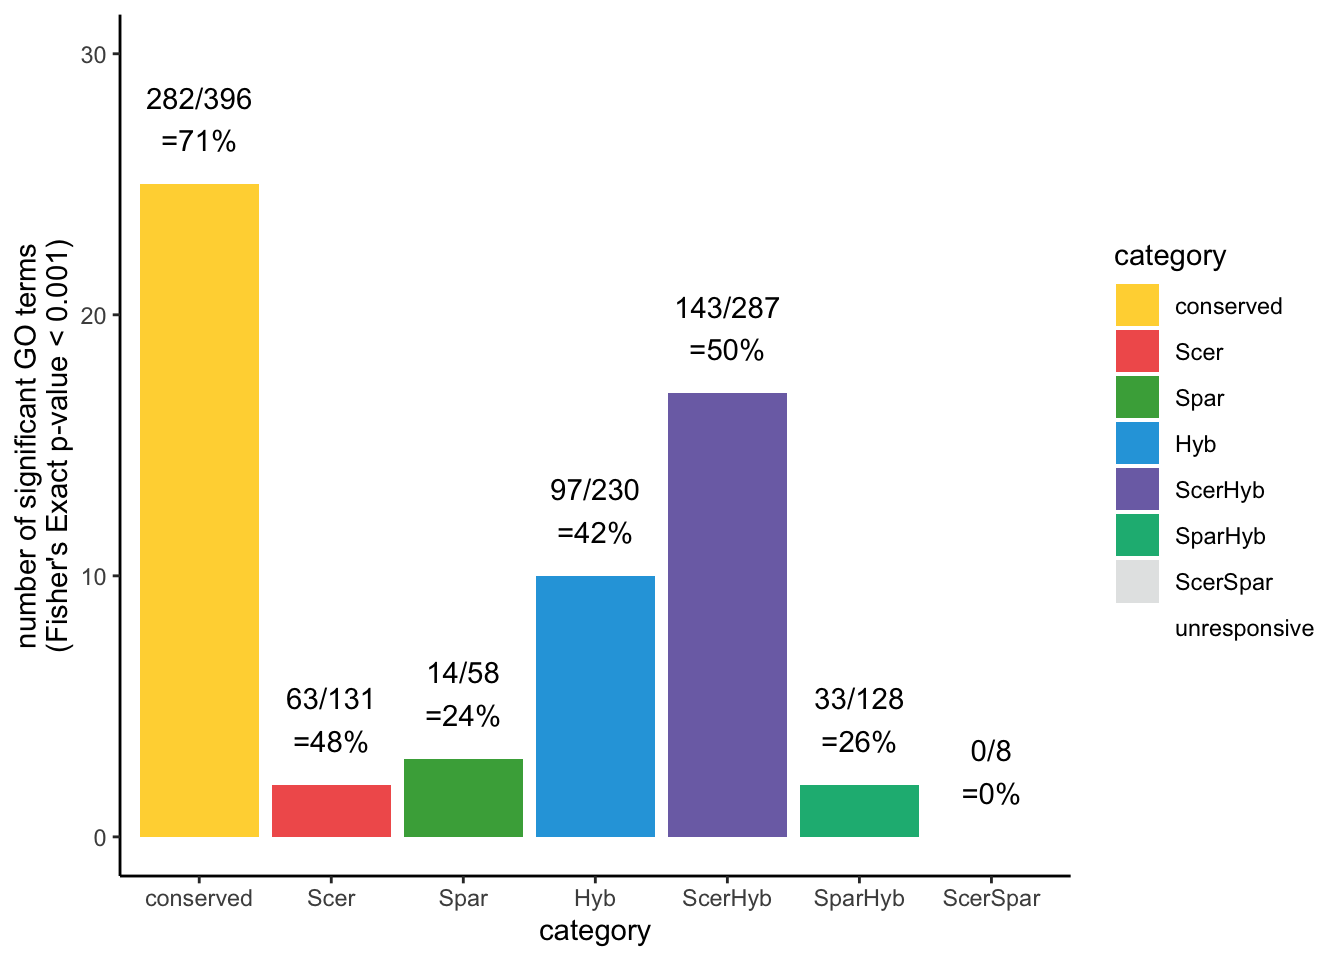 30
20
10
0
number of significant GO terms
(Fisher's Exact p-value < 0.001)
282/396
=71%
63/131
=48%
14/58
=24%
97/230
=42%
143/287
=50%
33/128
=26%
0/8
=0%
conserved
Scer
Spar
Hyb
ScerHyb
SparHyb
ScerSpar
category
category
conserved
Scer
Spar
Hyb
ScerHyb
SparHyb
ScerSpar
unresponsive